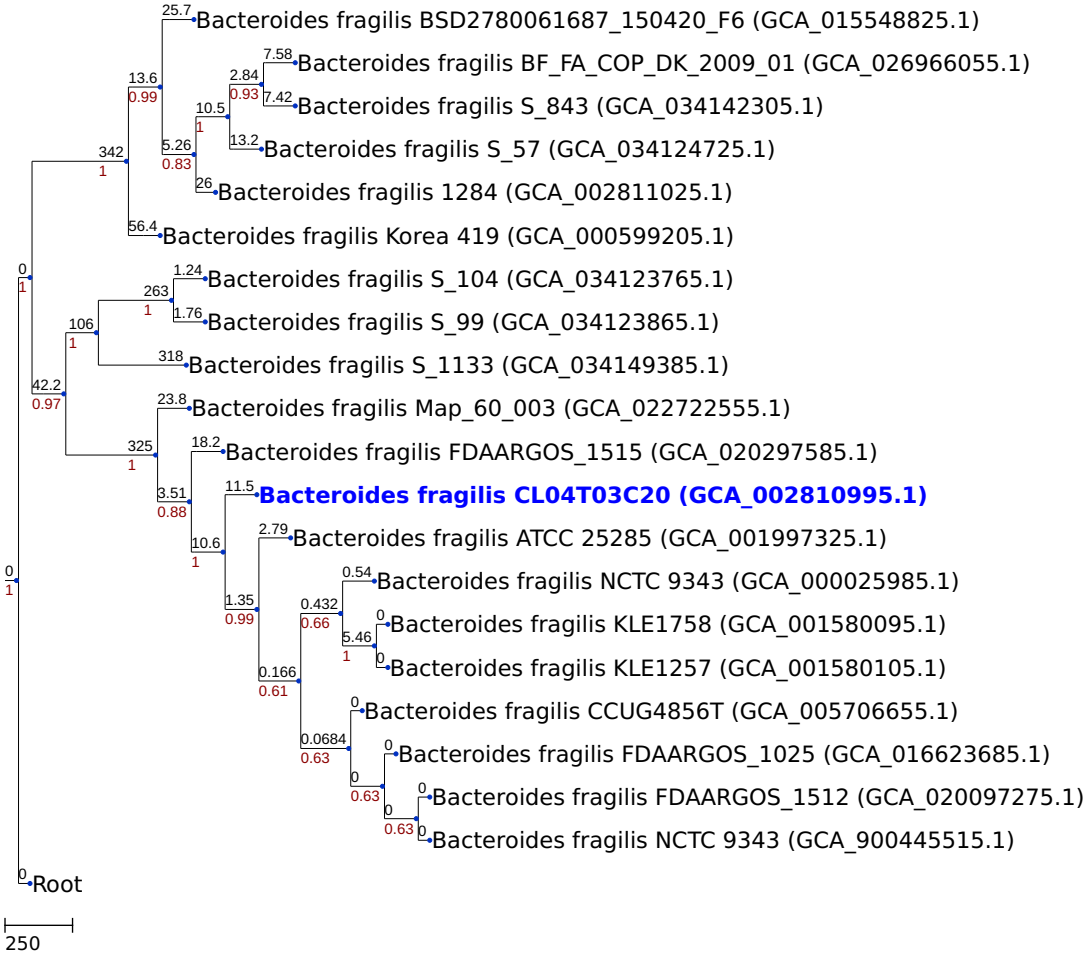 25.7 Bacteroides fragilis BSD2780061687_150420_F6 (GCA_015548825.1)
7.58 Bacteroides fragilis BF_FA_COP_DK_2009_01 (GCA_026966055.1)
13.6 2.84
0.99 0.93
7.42 Bacteroides fragilis S_843 (GCA_034142305.1)
10.5
1
5.26 13.2 Bacteroides fragilis S_57 (GCA_034124725.1)
342 0.83
1
26 Bacteroides fragilis 1284 (GCA_002811025.1)
56.4 Bacteroides fragilis Korea 419 (GCA_000599205.1)
0 1.24 Bacteroides fragilis S_104 (GCA_034123765.1)
1
263
1
1.76 Bacteroides fragilis S_99 (GCA_034123865.1)
106
1
318 Bacteroides fragilis S_1133 (GCA_034149385.1)
42.2
0.97
23.8 Bacteroides fragilis Map_60_003 (GCA_022722555.1)
325 18.2 Bacteroides fragilis FDAARGOS_1515 (GCA_020297585.1)
1
3.51 11.5 Bacteroides fragilis CL04T03C20 (GCA_002810995.1)
0.88
2.79 Bacteroides fragilis ATCC 25285 (GCA_001997325.1)
10.6
1
0 0.54 Bacteroides fragilis NCTC 9343 (GCA_000025985.1)
1
1.35 0.432
0.99 0.66
0 Bacteroides fragilis KLE1758 (GCA_001580095.1)
5.46
1
0 Bacteroides fragilis KLE1257 (GCA_001580105.1)
0.166
0.61
0 Bacteroides fragilis CCUG4856T (GCA_005706655.1)
0.0684
0.63
0 Bacteroides fragilis FDAARGOS_1025 (GCA_016623685.1)
0
0.63
0 Bacteroides fragilis FDAARGOS_1512 (GCA_020097275.1)
0
0.63
0 Bacteroides fragilis NCTC 9343 (GCA_900445515.1)
0 Root
250